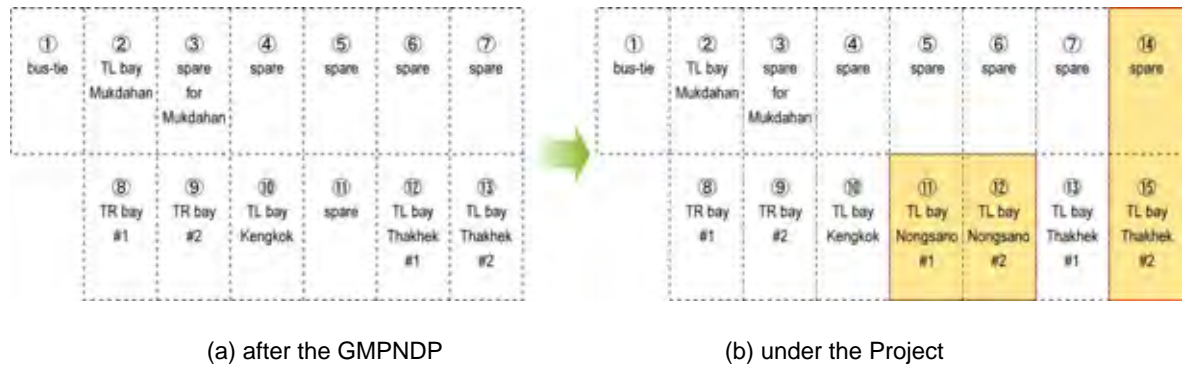 ① ② ③ ④ ⑤ ⑥ ⑦
bus-tie TL bay spare spare spare spare spare
Mukdahan for
Mukdahan
⑧ ⑨ ⑩ ⑪ ⑫ ⑬
TR bay TR bay TL bay spare TL bay TL bay
#1 #2 Kengkok Thakhek Thakhek
#1 #2
① ② ③ ④ ⑤ ⑥ ⑦ ⑭
bus-tie TL bay spare spare spare spare spare spare
Mukdahan for
Mukdahan
⑧ ⑨ ⑩ ⑪ ⑫ ⑬ ⑮
TR bay TR bay TL bay TL bay TL bay TL bay TL bay
#1 #2 Kengkok Nongsano Nongsano Thakhek Thakhek
#1 #2 #1 #2
(a) after the GMPNDP
(b) under the Project